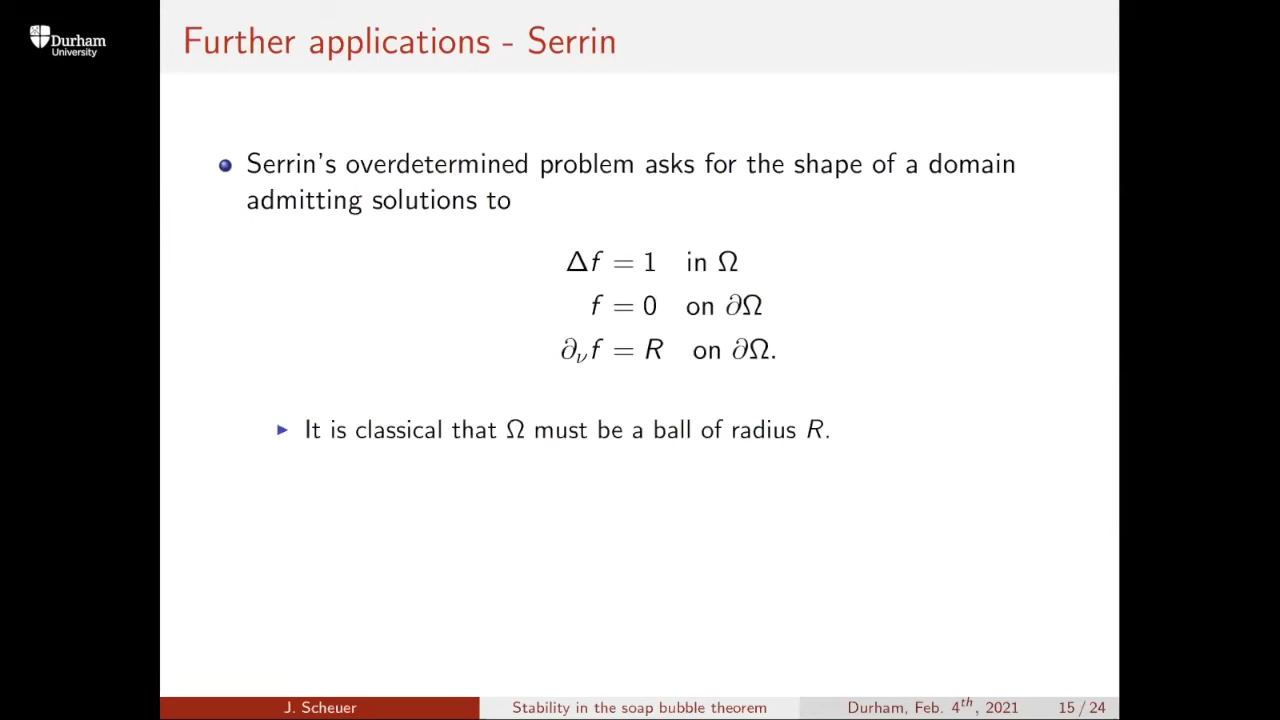 Durham
University
Further applications - Serrin
Serrin's overdetermined problem asks for the shape of a domain
admitting solutions to
Δf = 1 in Ω
f = 0 on ∂Ω
∂_ν f = R on ∂Ω.
It is classical that Ω must be a ball of radius R.
J. Scheuer Stability in the soap bubble theorem Durham, Feb. 4^th, 2021 15 / 24